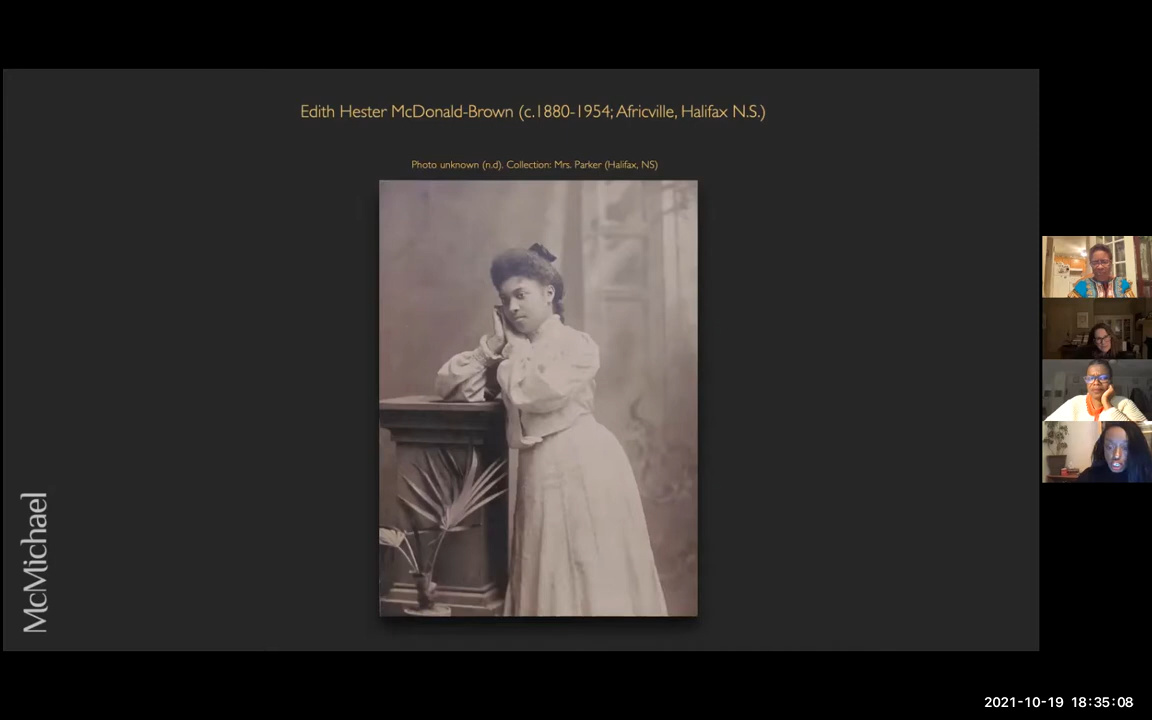 Edith Hester McDonald-Brown (c.1880-1954; Africville, Halifax N.S.)
Photo unknown (n.d). Collection: Mrs. Parker (Halifax, NS)
McMichael
2021-10-19 18:35:08